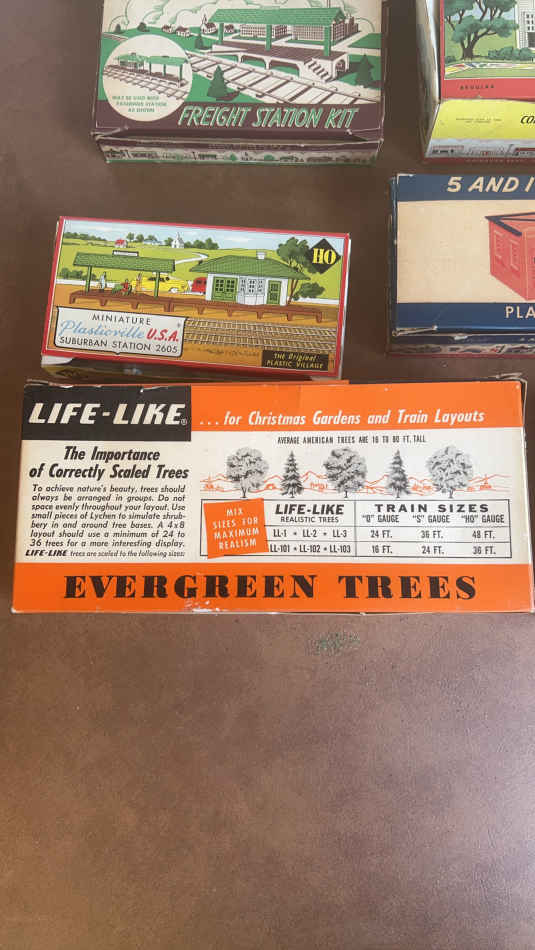 MAY BE USED WITH
PASSENGER STATION
AS SHOWN
FREIGHT STATION KIT
REGULAR
CO
5 AND 1
PLA
HO
MINIATURE
Plasticville U.S.A.®
SUBURBAN STATION 2605
THE Original
PLASTIC VILLAGE
LIFE-LIKE®
...for Christmas Gardens and Train Layouts
The Importance
of Correctly Scaled Trees
To achieve nature's beauty, trees should
always be arranged in groups. Do not
space evenly throughout your layout. Use
small pieces of Lychen to simulate shrub-
bery in and around tree bases. A 4x8
layout should use a minimum of 24 to
36 trees for a more interesting display.
LIFE-LIKE trees are scaled to the following sizes:
AVERAGE AMERICAN TREES ARE 16 TO 80 FT. TALL
MIX
SIZES FOR
MAXIMUM
REALISM
LIFE-LIKE
REALISTIC TREES
TRAIN SIZES
"O" GAUGE "S" GAUGE "HO" GAUGE
LL-1 • LL-2 • LL-3 24 FT. 36 FT. 48 FT.
LL-101 • LL-102 • LL-103 16 FT. 24 FT. 36 FT.
EVERGREEN TREES